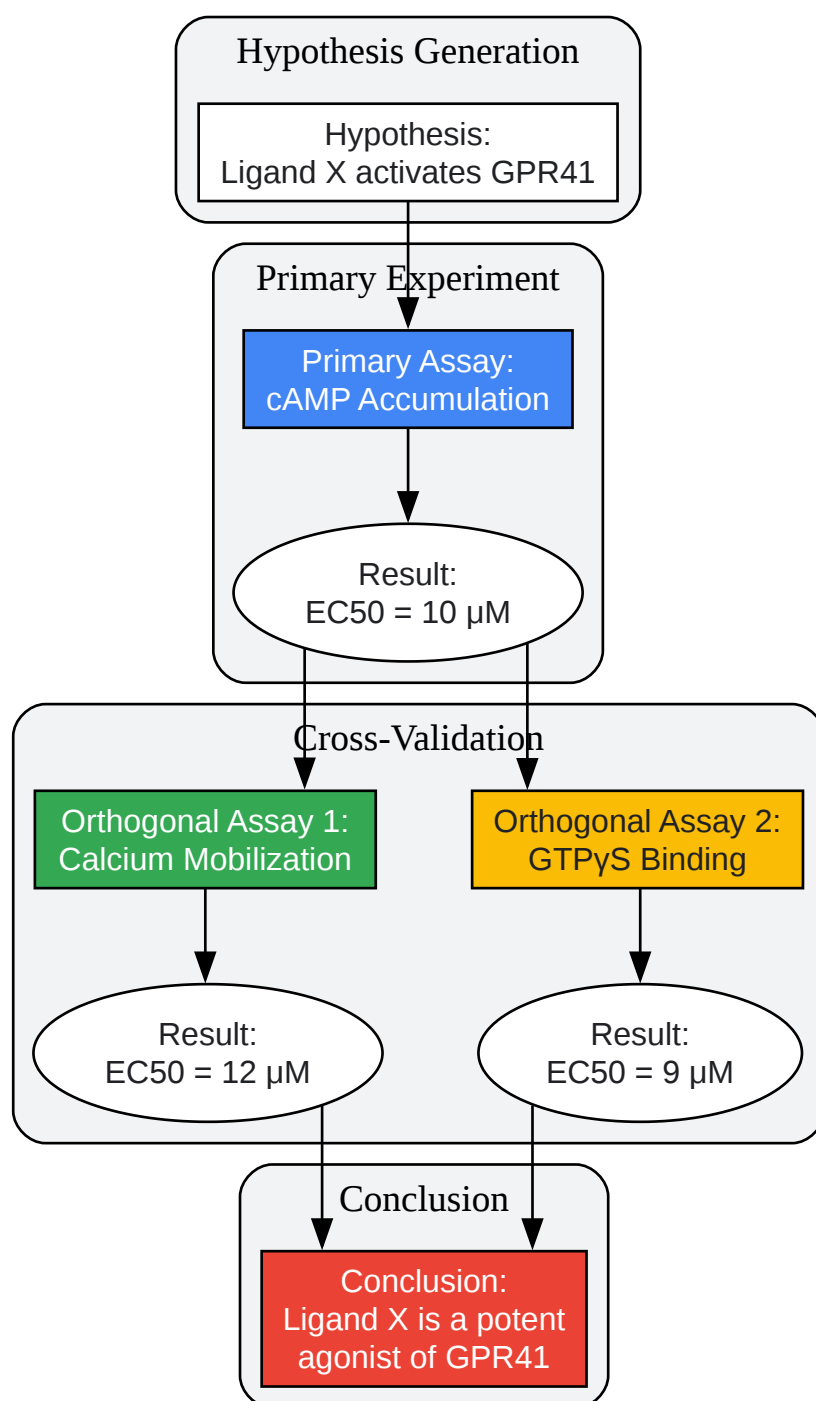 Hypothesis Generation
Hypothesis:
Ligand X activates GPR41
Primary Experiment
Primary Assay:
cAMP Accumulation
Result:
EC50 = 10 μM
Cross-Validation
Orthogonal Assay 1:
Calcium Mobilization
Orthogonal Assay 2:
GTPγS Binding
Result:
EC50 = 12 μM
Result:
EC50 = 9 μM
Conclusion
Conclusion:
Ligand X is a potent
agonist of GPR41